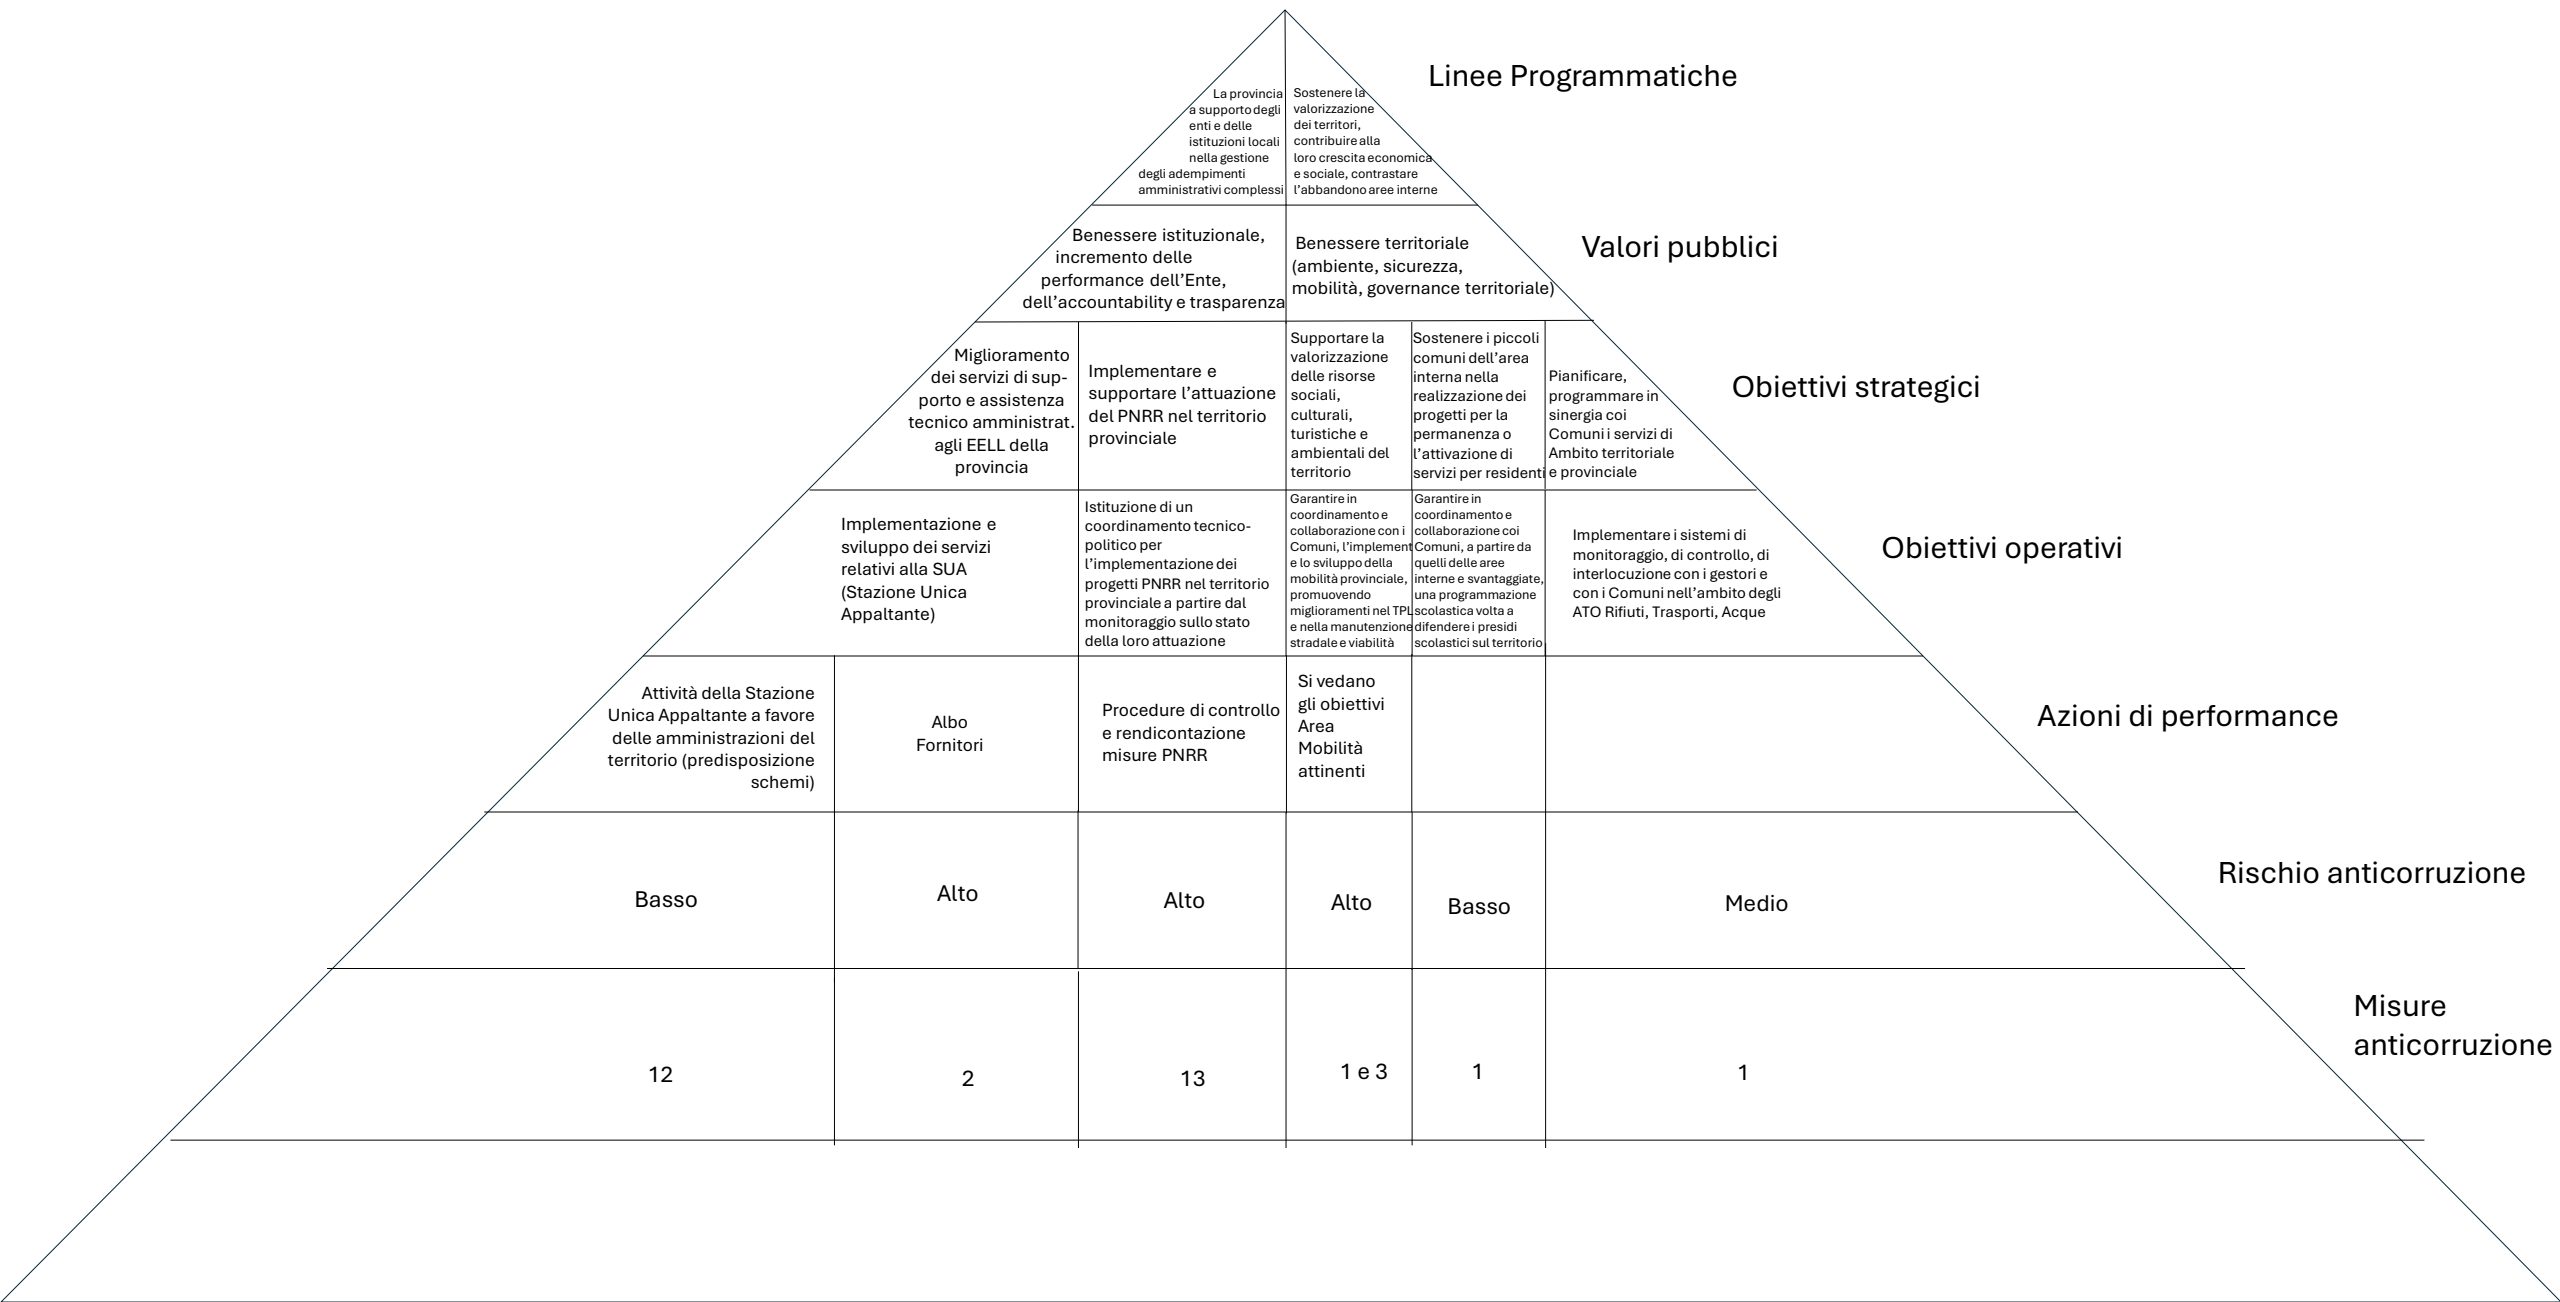 Linee Programmatiche
La provincia
a supporto degli
enti e delle
istituzioni locali
nella gestione
degli adempimenti
amministrativi complessi
Sostenere la
valorizzazione
dei territori,
contribuire alla
loro crescita economica
e sociale, contrastare
l’abbandono aree interne
Valori pubblici
Benessere istituzionale,
incremento delle
performance dell’Ente,
dell’accountability e trasparenza
Benessere territoriale
(ambiente, sicurezza,
mobilità, governance territoriale)
Obiettivi strategici
Miglioramento
dei servizi di sup-
porto e assistenza
tecnico amministrat.
agli EELL della
provincia
Implementare e
supportare l’attuazione
del PNRR nel territorio
provinciale
Supportare la
valorizzazione
delle risorse
sociali,
culturali,
turistiche e
ambientali del
territorio
Sostenere i piccoli
comuni dell’area
interna nella
realizzazione dei
progetti per la
permanenza o
l’attivazione di
servizi per residenti
Pianificare,
programmare in
sinergia coi
Comuni i servizi di
Ambito territoriale
e provinciale
Obiettivi operativi
Implementazione e
sviluppo dei servizi
relativi alla SUA
(Stazione Unica
Appaltante)
Istituzione di un
coordinamento tecnico-
politico per
l’implementazione dei
progetti PNRR nel territorio
provinciale a partire dal
monitoraggio sullo stato
della loro attuazione
Garantire in
coordinamento e
collaborazione con i
Comuni, l’implement
e lo sviluppo della
mobilità provinciale,
promuovendo
miglioramenti nel TPL
e nella manutenzione
stradale e viabilità
Garantire in
coordinamento e
collaborazione coi
Comuni, a partire da
quelli delle aree
interne e svantaggiate,
una programmazione
scolastica volta a
difendere i presidi
scolastici sul territorio
Implementare i sistemi di
monitoraggio, di controllo, di
interlocuzione con i gestori e
con i Comuni nell’ambito degli
ATO Rifiuti, Trasporti, Acque
Azioni di performance
Attività della Stazione
Unica Appaltante a favore
delle amministrazioni del
territorio (predisposizione
schemi)
Albo
Fornitori
Procedure di controllo
e rendicontazione
misure PNRR
Si vedano
gli obiettivi
Area
Mobilità
attinenti
Rischio anticorruzione
Basso
Alto
Alto
Alto
Basso
Medio
Misure
anticorruzione
12
2
13
1 e 3
1
1